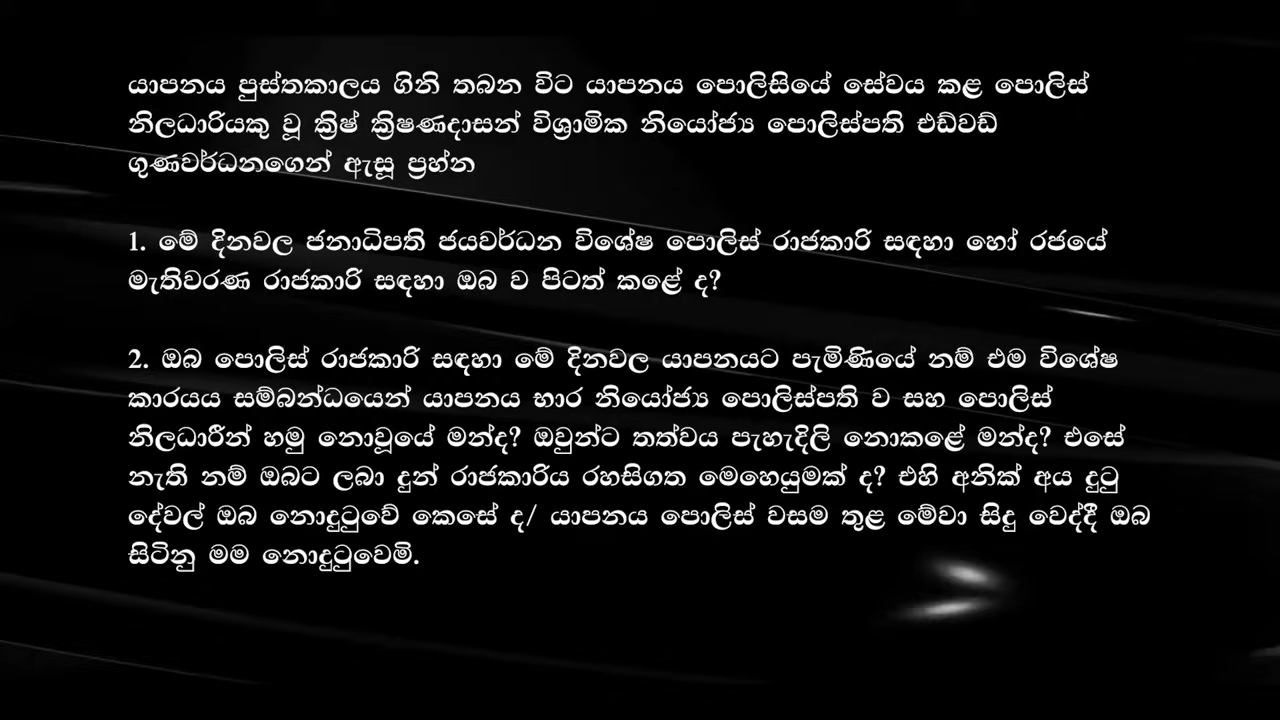 යාපනය පුස්තකාලය ගිනි තබන විට යාපනය පොලිසියේ සේවය කළ පොලිස්
නිලධාරියකු වූ ක්‍රිෂ් ක්‍රිෂණදාසන් විශ්‍රාමික නියෝජ්‍ය පොලිස්පති එඩ්වඩ්
ගුණවර්ධනගෙන් ඇසූ ප්‍රහ්න
1. මේ දිනවල ජනාධිපති ජයවර්ධන විශේෂ පොලිස් රාජකාරි සඳහා හෝ රජයේ
මැතිවරණ රාජකාරි සඳහා ඔබ ව පිටත් කළේ ද?
2. ඔබ පොලිස් රාජකාරි සඳහා මේ දිනවල යාපනයට පැමිණියේ නම් එම විශේෂ
කාරයය සම්බන්ධයෙන් යාපනය භාර නියෝජ්‍ය පොලිස්පති ව සහ පොලිස්
නිලධාරීන් හමු නොවූයේ මන්ද? ඔවුන්ට තත්වය පැහැදිලි නොකළේ මන්ද? එසේ
නැති නම් ඔබට ලබා දුන් රාජකාරිය රහසිගත මෙහෙයුමක් ද? එහි අනික් අය දුටු
දේවල් ඔබ නොදුටුවේ කෙසේ ද/ යාපනය පොලිස් වසම තුළ මේවා සිදු වෙද්දී ඔබ
සිටිනු මම නොදුටුවෙමි.